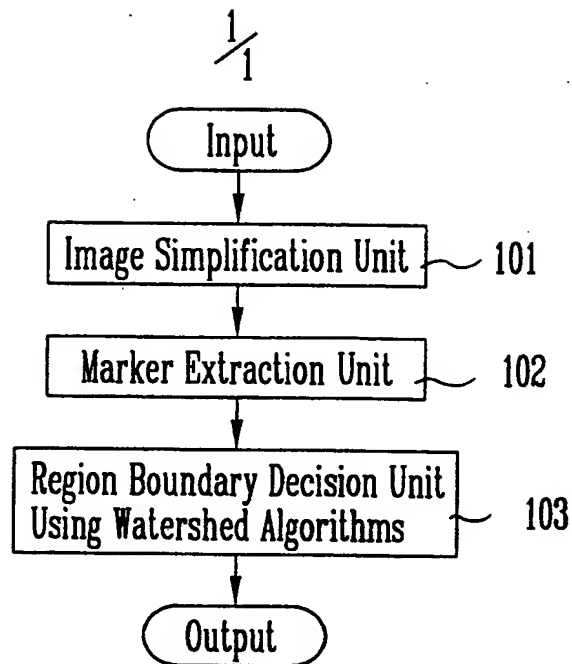 1/1
Input
Image Simplification Unit 101
Marker Extraction Unit 102
Region Boundary Decision Unit
Using Watershed Algorithms 103
Output